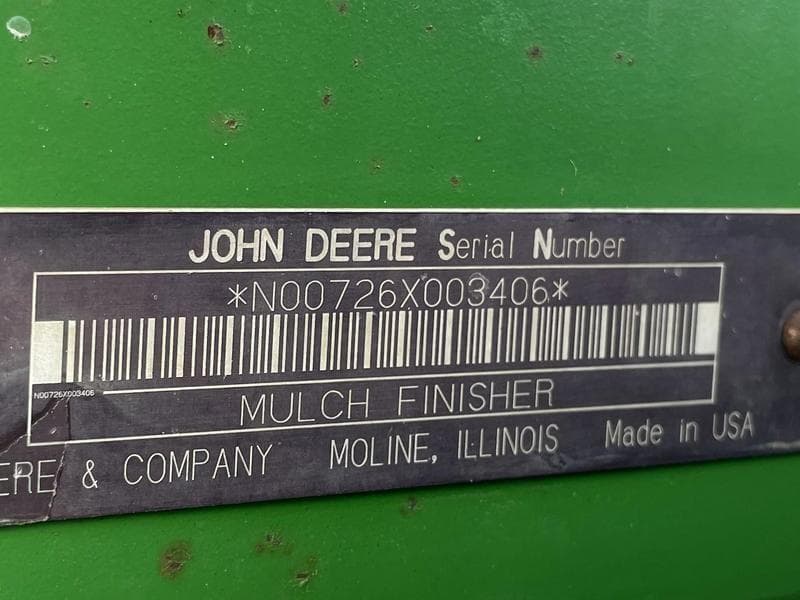 JOHN DEERE Serial Number
*N00726X003406*
N00726X003406
MULCH FINISHER
ERE & COMPANY MOLINE, ILLINOIS Made in USA